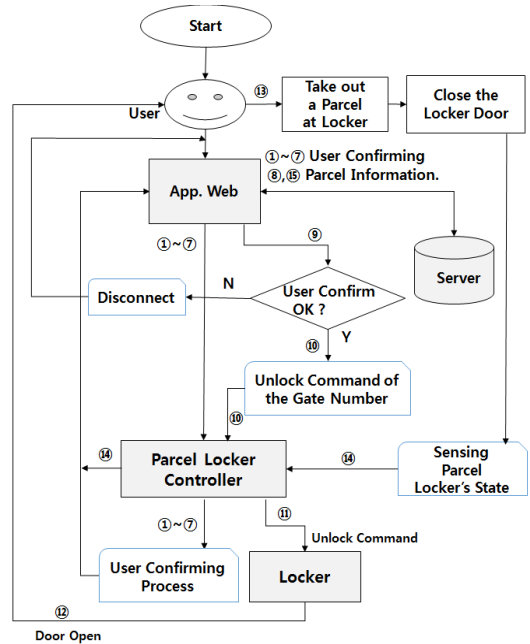 Start
User
⑬
Take out
a Parcel
at Locker
Close the
Locker Door
①~⑦ User Confirming
⑧,⑮ Parcel Information.
App. Web
①~⑦
⑨
Server
N
Disconnect
User Confirm
OK ?
⑩
Y
Unlock Command of
the Gate Number
⑩
⑭
Parcel Locker
Controller
⑭
Sensing
Parcel
Locker's State
①~⑦
⑪
Unlock Command
User Confirming
Process
Locker
⑫
Door Open